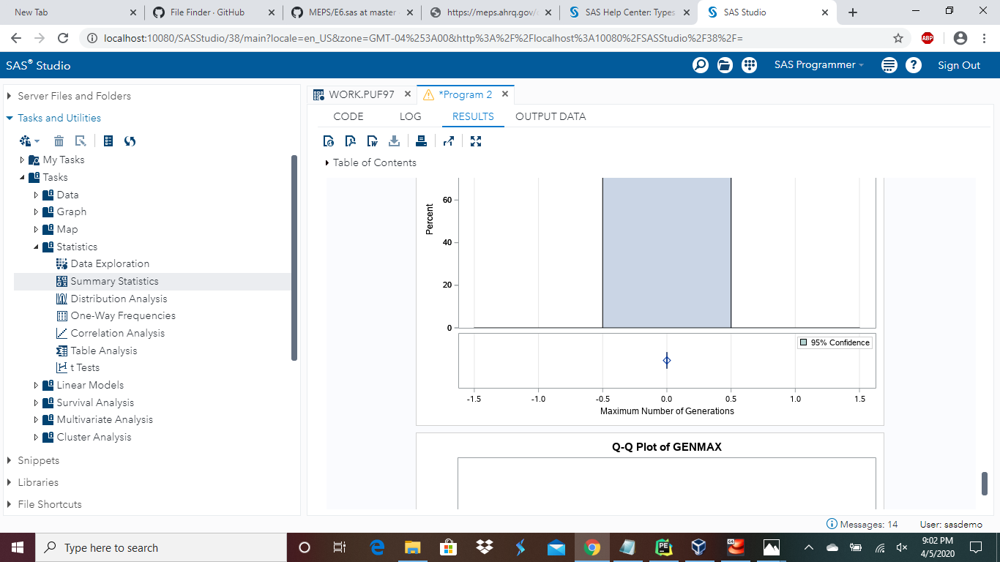 New Tab
File Finder · GitHub
MEPS/E6.sas at master
https://meps.ahrq.gov/
SAS Help Center: Types
SAS Studio
localhost:10080/SASStudio/38/main?locale=en_US&zone=GMT-04%253A00&http%3A%2F%2Flocalhost%3A10080%2FSASStudio%2F38%2F=
ABP
SAS® Studio
SAS Programmer
Sign Out
Server Files and Folders
Tasks and Utilities
My Tasks
Tasks
Data
Graph
Map
Statistics
Data Exploration
Summary Statistics
Distribution Analysis
One-Way Frequencies
Correlation Analysis
Table Analysis
t Tests
Linear Models
Survival Analysis
Multivariate Analysis
Cluster Analysis
Snippets
Libraries
File Shortcuts
WORK.PUF97
*Program 2
CODE LOG RESULTS OUTPUT DATA
Table of Contents
Percent
60
40
20
0
95% Confidence
-1.5 -1.0 -0.5 0.0 0.5 1.0 1.5
Maximum Number of Generations
Q-Q Plot of GENMAX
Messages: 14
User: sasdemo
Type here to search
9:02 PM
4/5/2020